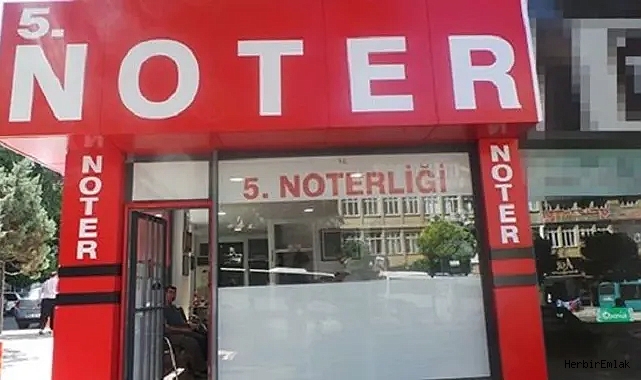 5.
NOTER
NOTER
NOTER
5. NOTERLİĞİ
HerbirEmlak